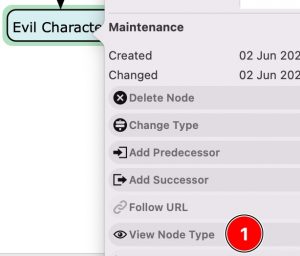 Maintenance
Evil Characte
Created 02 Jun 202
Changed 02 Jun 202
Delete Node
Change Type
Add Predecessor
Add Successor
Follow URL
View Node Type 1